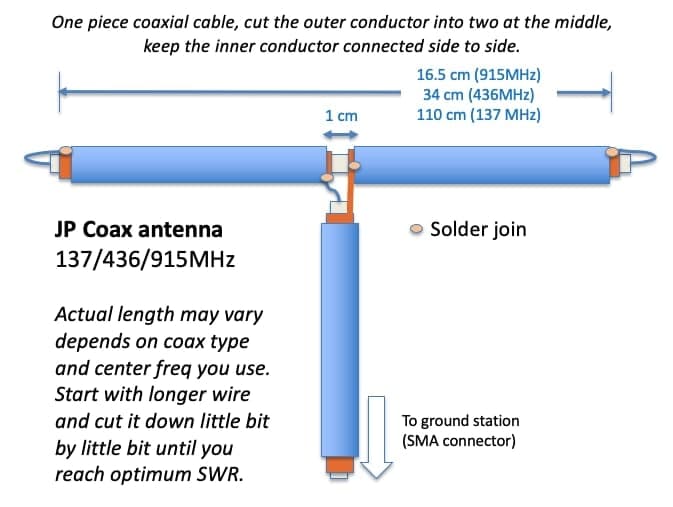 One piece coaxial cable, cut the outer conductor into two at the middle,
keep the inner conductor connected side to side.
16.5 cm (915MHz)
34 cm (436MHz)
110 cm (137 MHz)
1 cm
JP Coax antenna
137/436/915MHz
Solder join
Actual length may vary
depends on coax type
and center freq you use.
Start with longer wire
and cut it down little bit
by little bit until you
reach optimum SWR.
To ground station
(SMA connector)